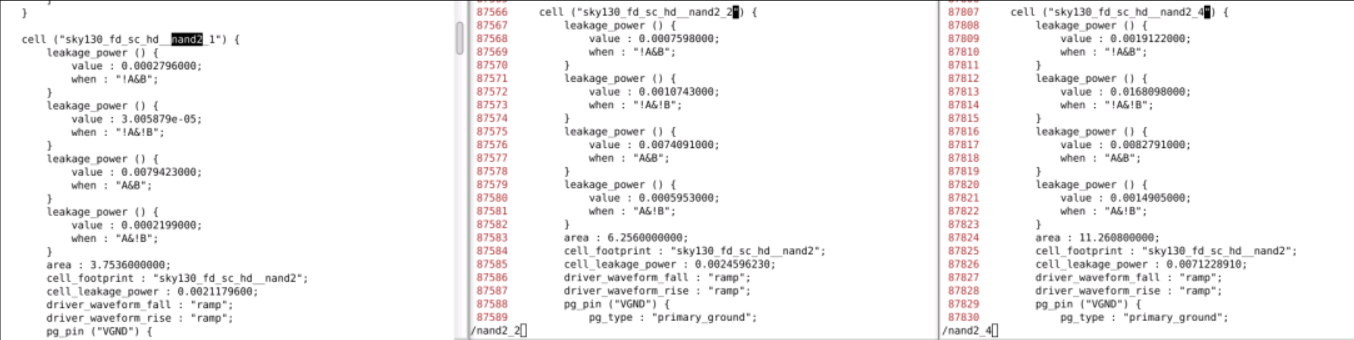 }
cell ("sky130_fd_sc_hd__nand2_1") {
leakage_power () {
value : 0.0002796000;
when : "!A&B";
}
leakage_power () {
value : 3.005879e-05;
when : "!A&!B";
}
leakage_power () {
value : 0.0079423000;
when : "A&B";
}
leakage_power () {
value : 0.0002199000;
when : "A&!B";
}
area : 3.7536000000;
cell_footprint : "sky130_fd_sc_hd__nand2";
cell_leakage_power : 0.0021179600;
driver_waveform_fall : "ramp";
driver_waveform_rise : "ramp";
pg_pin ("VGND") {
87566 cell ("sky130_fd_sc_hd__nand2_2") {
87567 leakage_power () {
87568 value : 0.0007598000;
87569 when : "!A&B";
87570 }
87571 leakage_power () {
87572 value : 0.0010743000;
87573 when : "!A&!B";
87574 }
87575 leakage_power () {
87576 value : 0.0074091000;
87577 when : "A&B";
87578 }
87579 leakage_power () {
87580 value : 0.0005953000;
87581 when : "A&!B";
87582 }
87583 area : 6.2560000000;
87584 cell_footprint : "sky130_fd_sc_hd__nand2";
87585 cell_leakage_power : 0.0024596230;
87586 driver_waveform_fall : "ramp";
87587 driver_waveform_rise : "ramp";
87588 pg_pin ("VGND") {
87589 pg_type : "primary_ground";
/nand2_2
87807 cell ("sky130_fd_sc_hd__nand2_4") {
87808 leakage_power () {
87809 value : 0.0019122000;
87810 when : "!A&B";
87811 }
87812 leakage_power () {
87813 value : 0.0168098000;
87814 when : "!A&!B";
87815 }
87816 leakage_power () {
87817 value : 0.0082791000;
87818 when : "A&B";
87819 }
87820 leakage_power () {
87821 value : 0.0014905000;
87822 when : "A&!B";
87823 }
87824 area : 11.260800000;
87825 cell_footprint : "sky130_fd_sc_hd__nand2";
87826 cell_leakage_power : 0.0071228910;
87827 driver_waveform_fall : "ramp";
87828 driver_waveform_rise : "ramp";
87829 pg_pin ("VGND") {
87830 pg_type : "primary_ground";
/nand2_4